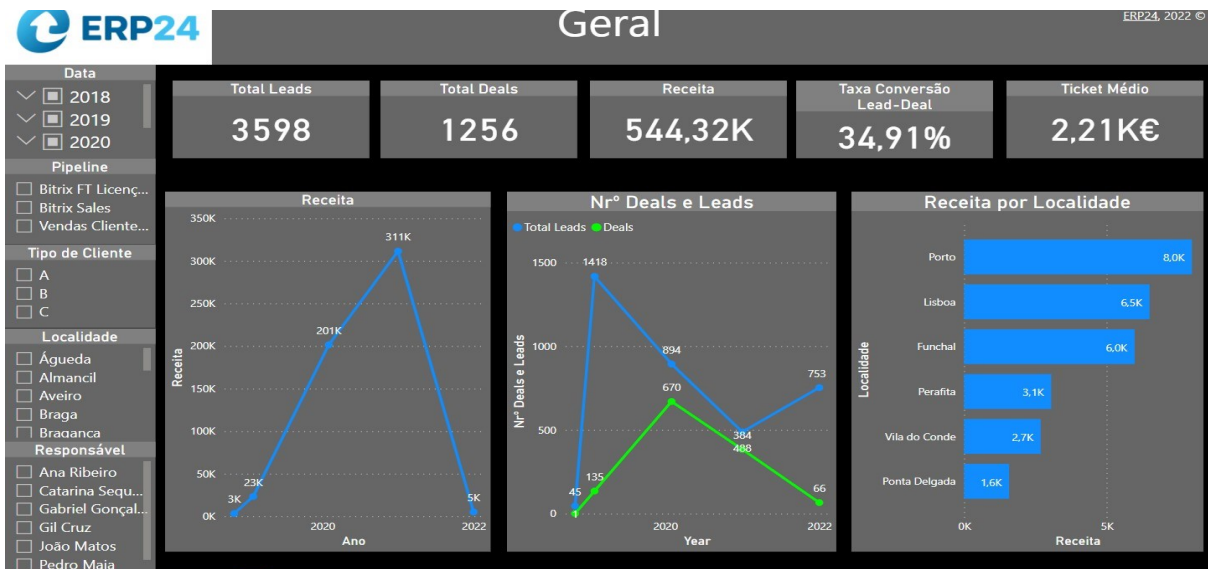 ERP24
Geral
ERP24, 2022 ©
Data
2018
2019
2020
Pipeline
Bitrix FT Licenç...
Bitrix Sales
Vendas Cliente...
Tipo de Cliente
A
B
C
Localidade
Águeda
Almancil
Aveiro
Braga
Bragança
Responsável
Ana Ribeiro
Catarina Sequ...
Gabriel Gonçal...
Gil Cruz
João Matos
Pedro Maia
Total Leads
3598
Total Deals
1256
Receita
544,32K
Taxa Conversão
Lead-Deal
34,91%
Ticket Médio
2,21K€
Receita
350K
300K
250K
200K
150K
100K
50K
0K
Receita
3K
23K
201K
311K
5K
2020
2022
Ano
Nrº Deals e Leads
Total Leads
Deals
1500
1000
500
0
Nrº Deals e Leads
45
1418
894
488
753
1
135
670
384
66
2020
2022
Year
Receita por Localidade
Localidade
Porto
8,0K
Lisboa
6,5K
Funchal
6,0K
Perafita
3,1K
Vila do Conde
2,7K
Ponta Delgada
1,6K
0K
5K
Receita